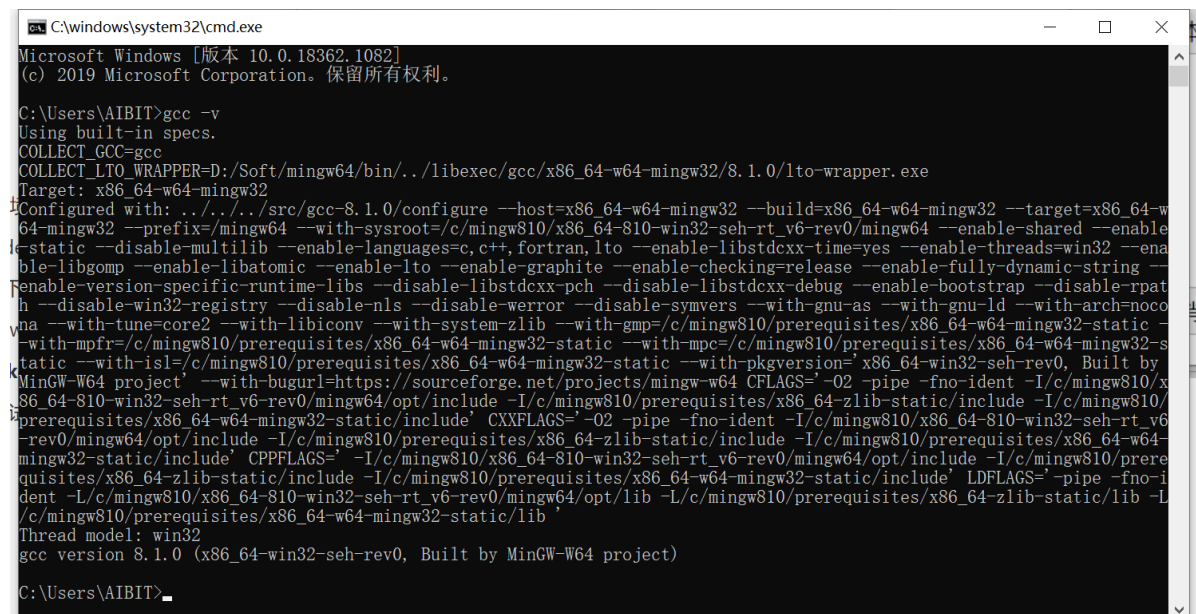 C:\windows\system32\cmd.exe
Microsoft Windows [版本 10.0.18362.1082]
(c) 2019 Microsoft Corporation。保留所有权利。
C:\Users\AIBIT>gcc -v
Using built-in specs.
COLLECT_GCC=gcc
COLLECT_LTO_WRAPPER=D:/Soft/mingw64/bin/../libexec/gcc/x86_64-w64-mingw32/8.1.0/lto-wrapper.exe
Target: x86_64-w64-mingw32
Configured with: ../../../src/gcc-8.1.0/configure --host=x86_64-w64-mingw32 --build=x86_64-w64-mingw32 --target=x86_64-w
64-mingw32 --prefix=/mingw64 --with-sysroot=/c/mingw810/x86_64-810-win32-seh-rt_v6-rev0/mingw64 --enable-shared --enable
-static --disable-multilib --enable-languages=c,c++,fortran,lto --enable-libstdcxx-time=yes --enable-threads=win32 --ena
ble-libgomp --enable-libatomic --enable-lto --enable-graphite --enable-checking=release --enable-fully-dynamic-string --
enable-version-specific-runtime-libs --disable-libstdcxx-pch --disable-libstdcxx-debug --enable-bootstrap --disable-rpat
h --disable-win32-registry --disable-nls --disable-werror --disable-symvers --with-gnu-as --with-gnu-ld --with-arch=noco
na --with-tune=core2 --with-libiconv --with-system-zlib --with-gmp=/c/mingw810/prerequisites/x86_64-w64-mingw32-static -
-with-mpfr=/c/mingw810/prerequisites/x86_64-w64-mingw32-static --with-mpc=/c/mingw810/prerequisites/x86_64-w64-mingw32-s
tatic --with-isl=/c/mingw810/prerequisites/x86_64-w64-mingw32-static --with-pkgversion='x86_64-win32-seh-rev0, Built by
MinGW-W64 project' --with-bugurl=https://sourceforge.net/projects/mingw-w64 CFLAGS='-O2 -pipe -fno-ident -I/c/mingw810/x
86_64-810-win32-seh-rt_v6-rev0/mingw64/opt/include -I/c/mingw810/prerequisites/x86_64-zlib-static/include -I/c/mingw810/
prerequisites/x86_64-w64-mingw32-static/include' CXXFLAGS='-O2 -pipe -fno-ident -I/c/mingw810/x86_64-810-win32-seh-rt_v6
-rev0/mingw64/opt/include -I/c/mingw810/prerequisites/x86_64-zlib-static/include -I/c/mingw810/prerequisites/x86_64-w64-
mingw32-static/include' CPPFLAGS=' -I/c/mingw810/x86_64-810-win32-seh-rt_v6-rev0/mingw64/opt/include -I/c/mingw810/prere
quisites/x86_64-zlib-static/include -I/c/mingw810/prerequisites/x86_64-w64-mingw32-static/include' LDFLAGS='-pipe -fno-i
dent -L/c/mingw810/x86_64-810-win32-seh-rt_v6-rev0/mingw64/opt/lib -L/c/mingw810/prerequisites/x86_64-zlib-static/lib -L
/c/mingw810/prerequisites/x86_64-w64-mingw32-static/lib '
Thread model: win32
gcc version 8.1.0 (x86_64-win32-seh-rev0, Built by MinGW-W64 project)
C:\Users\AIBIT>